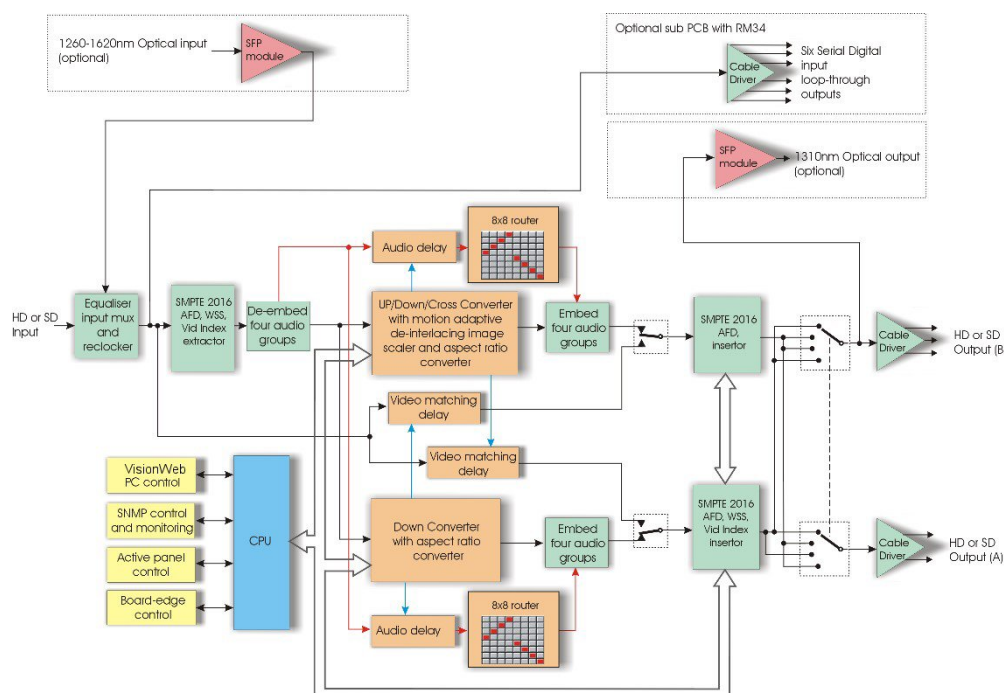 1260-1620nm Optical input
(optional)
SFP
module
Optional sub PCB with RM34
Cable
Driver
Six Serial Digital
input
loop-through
outputs
SFP
module
1310nm Optical output
(optional)
8x8 router
Audio delay
HD or SD
Input
Equaliser
input mux
and
reclocker
SMPTE 2016
AFD, WSS,
Vid Index
extractor
De-embed
four audio
groups
UP/Down/Cross Converter
with motion adaptive
de-interlacing image
scaler and aspect ratio
converter
Embed
four audio
groups
SMPTE 2016
AFD,
insertor
Cable
Driver
HD or SD
Output (B
Video matching
delay
Video matching
delay
VisionWeb
PC control
SNMP control
and monitoring
Active panel
control
Board-edge
control
CPU
Down Converter
with aspect ratio
converter
Embed
four audio
groups
SMPTE 2016
AFD, WSS,
Vid Index
insertor
Cable
Driver
HD or SD
Output (A)
Audio delay
8x8 router